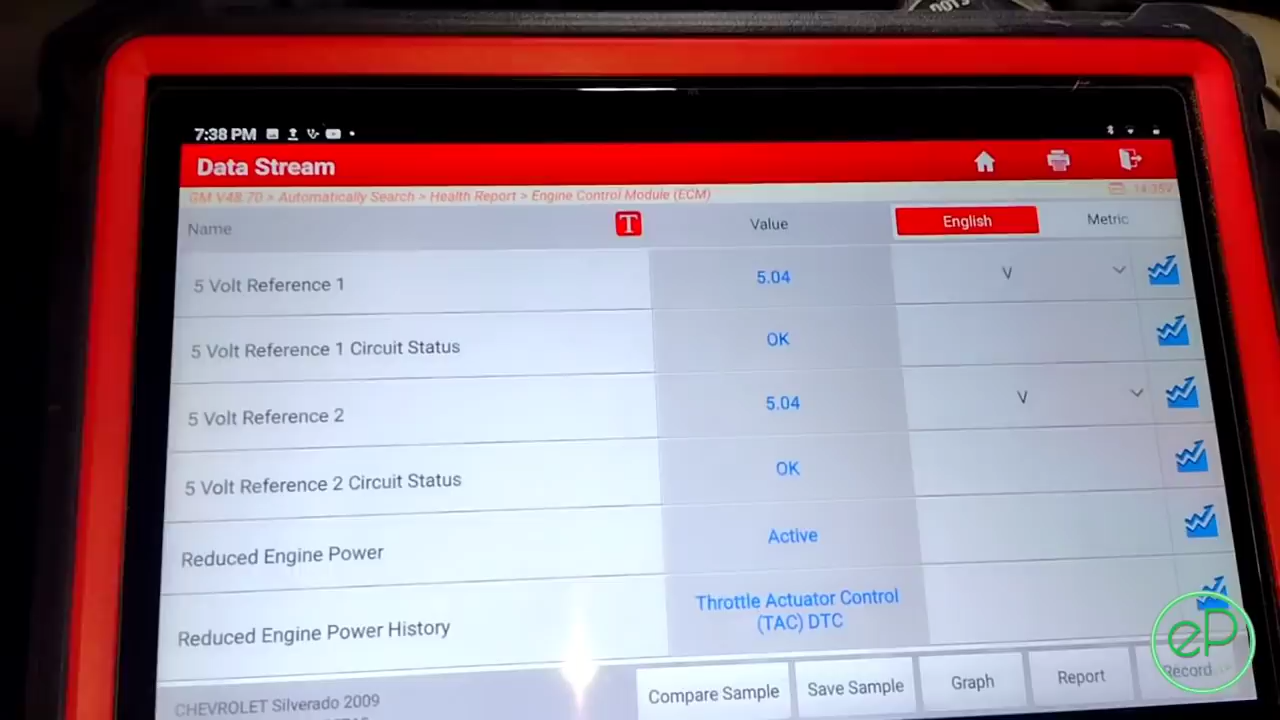 7:38 PM
Data Stream
GM V48.70 > Automatically Search > Health Report > Engine Control Module (ECM)
14.35V
Name
T
Value
English
Metric
5 Volt Reference 1
5.04
V
5 Volt Reference 1 Circuit Status
OK
5 Volt Reference 2
5.04
V
5 Volt Reference 2 Circuit Status
OK
Reduced Engine Power
Active
Reduced Engine Power History
Throttle Actuator Control
(TAC) DTC
eP
CHEVROLET Silverado 2009
Compare Sample
Save Sample
Graph
Report
Record